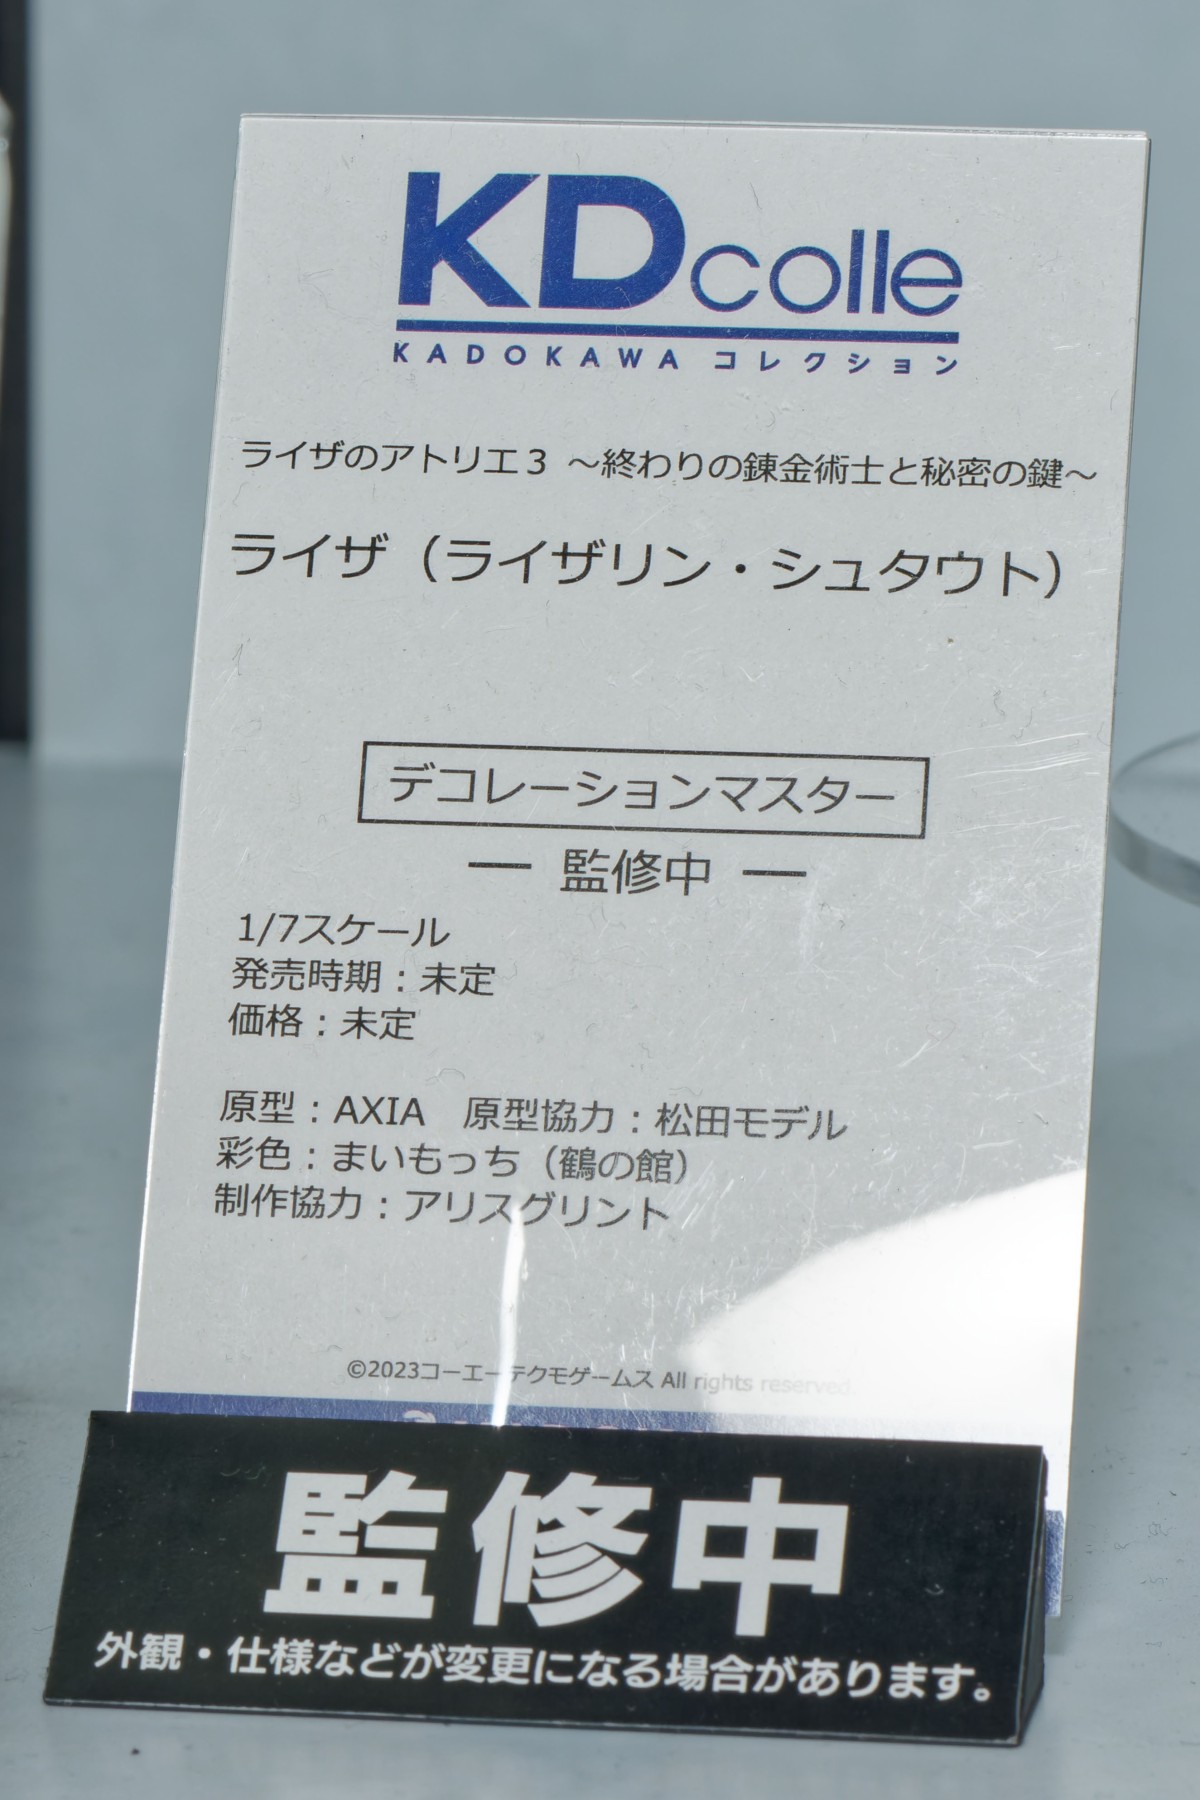 KDcolle
KADOKAWA コレクション
ライザのアトリエ3 ～終わりの錬金術士と秘密の鍵～
ライザ（ライザリン・シュタウト）
デコレーションマスター
― 監修中 ―
1/7スケール
発売時期：未定
価格：未定
原型：AXIA　原型協力：松田モデル
彩色：まいもっち（鶴の館）
制作協力：アリスグリント
©2023コーエーテクモゲームス All rights reserved.
監修中
外観・仕様などが変更になる場合があります。